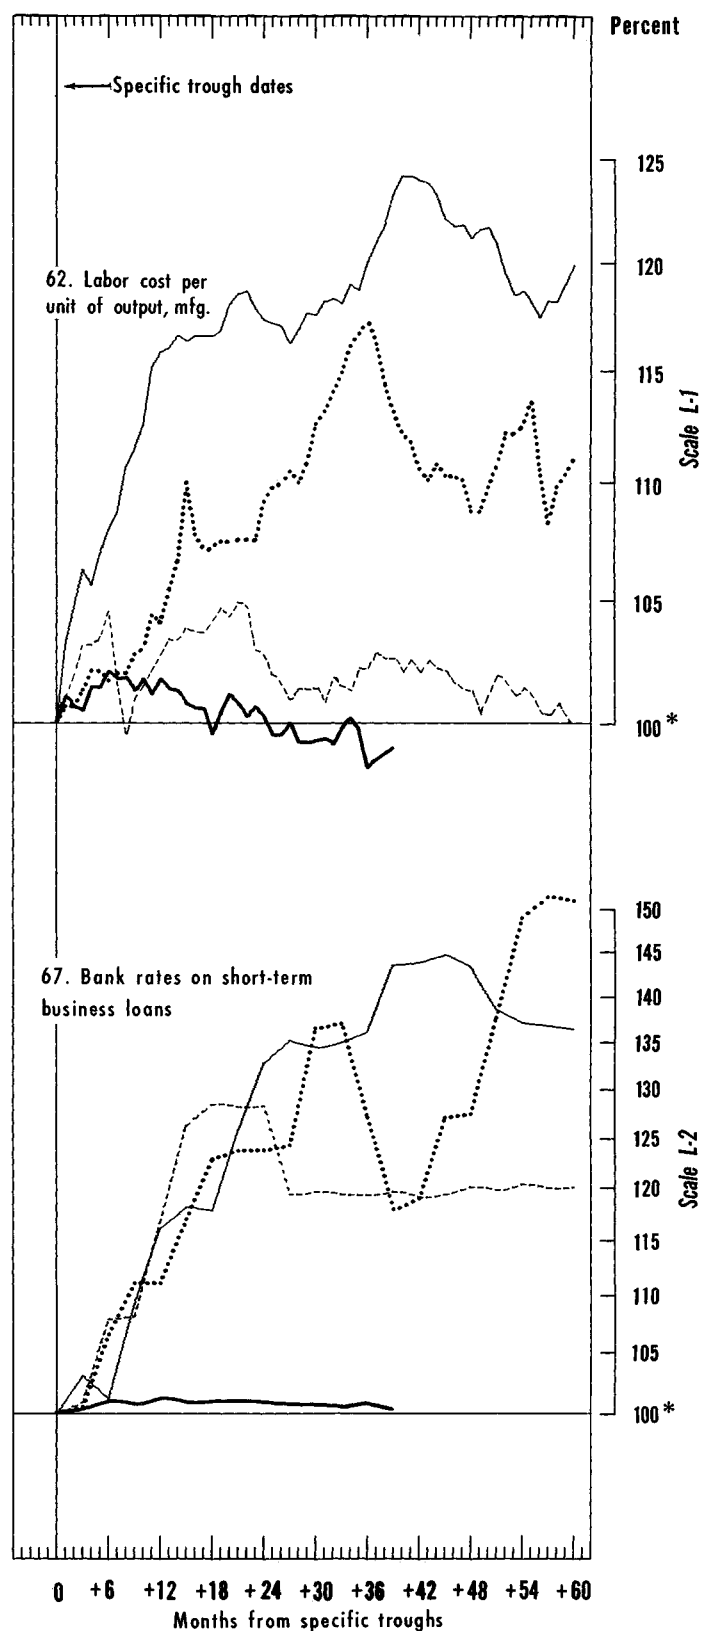 Percent
Specific trough dates
125
62. Labor cost per
unit of output, mfg.
120
115
Scale L-1
110
105
100*
150
67. Bank rates on short-term
business loans
145
140
135
130
125
Scale L-2
120
115
110
105
100*
0 +6 +12 +18 +24 +30 +36 +42 +48 +54 +60
Months from specific troughs